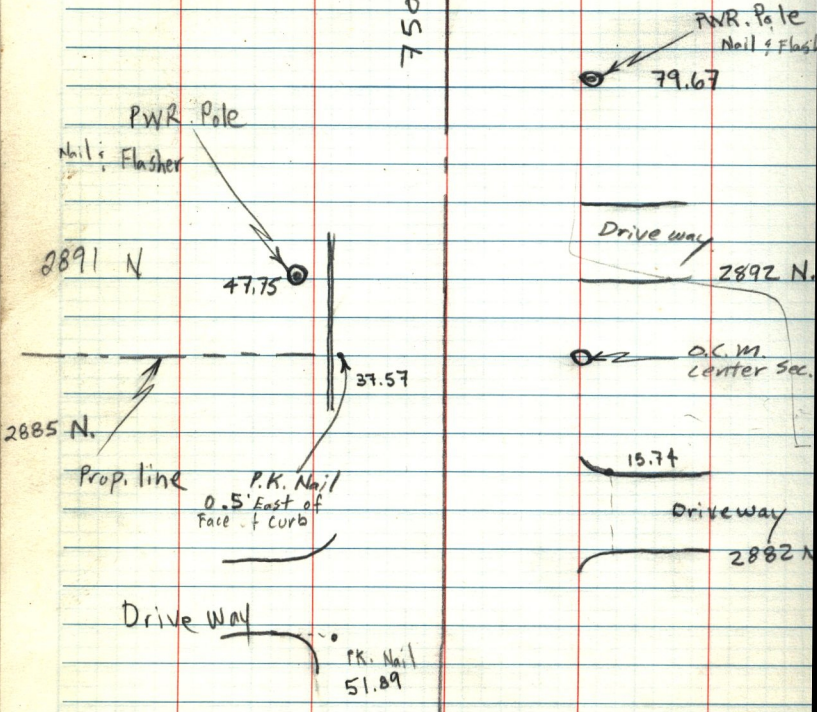 750
PWR. Pole
Nail & Flash
79.67
PWR. Pole
Nail & Flasher
Drive way
2891 N
47.75
2892 N.
O.C.M.
Center Sec.
37.57
2885 N.
15.74
Prop. line
P.K. Nail
0.5' East of
Face of Curb
Driveway
2882 N
Drive Way
P.K. Nail
51.89